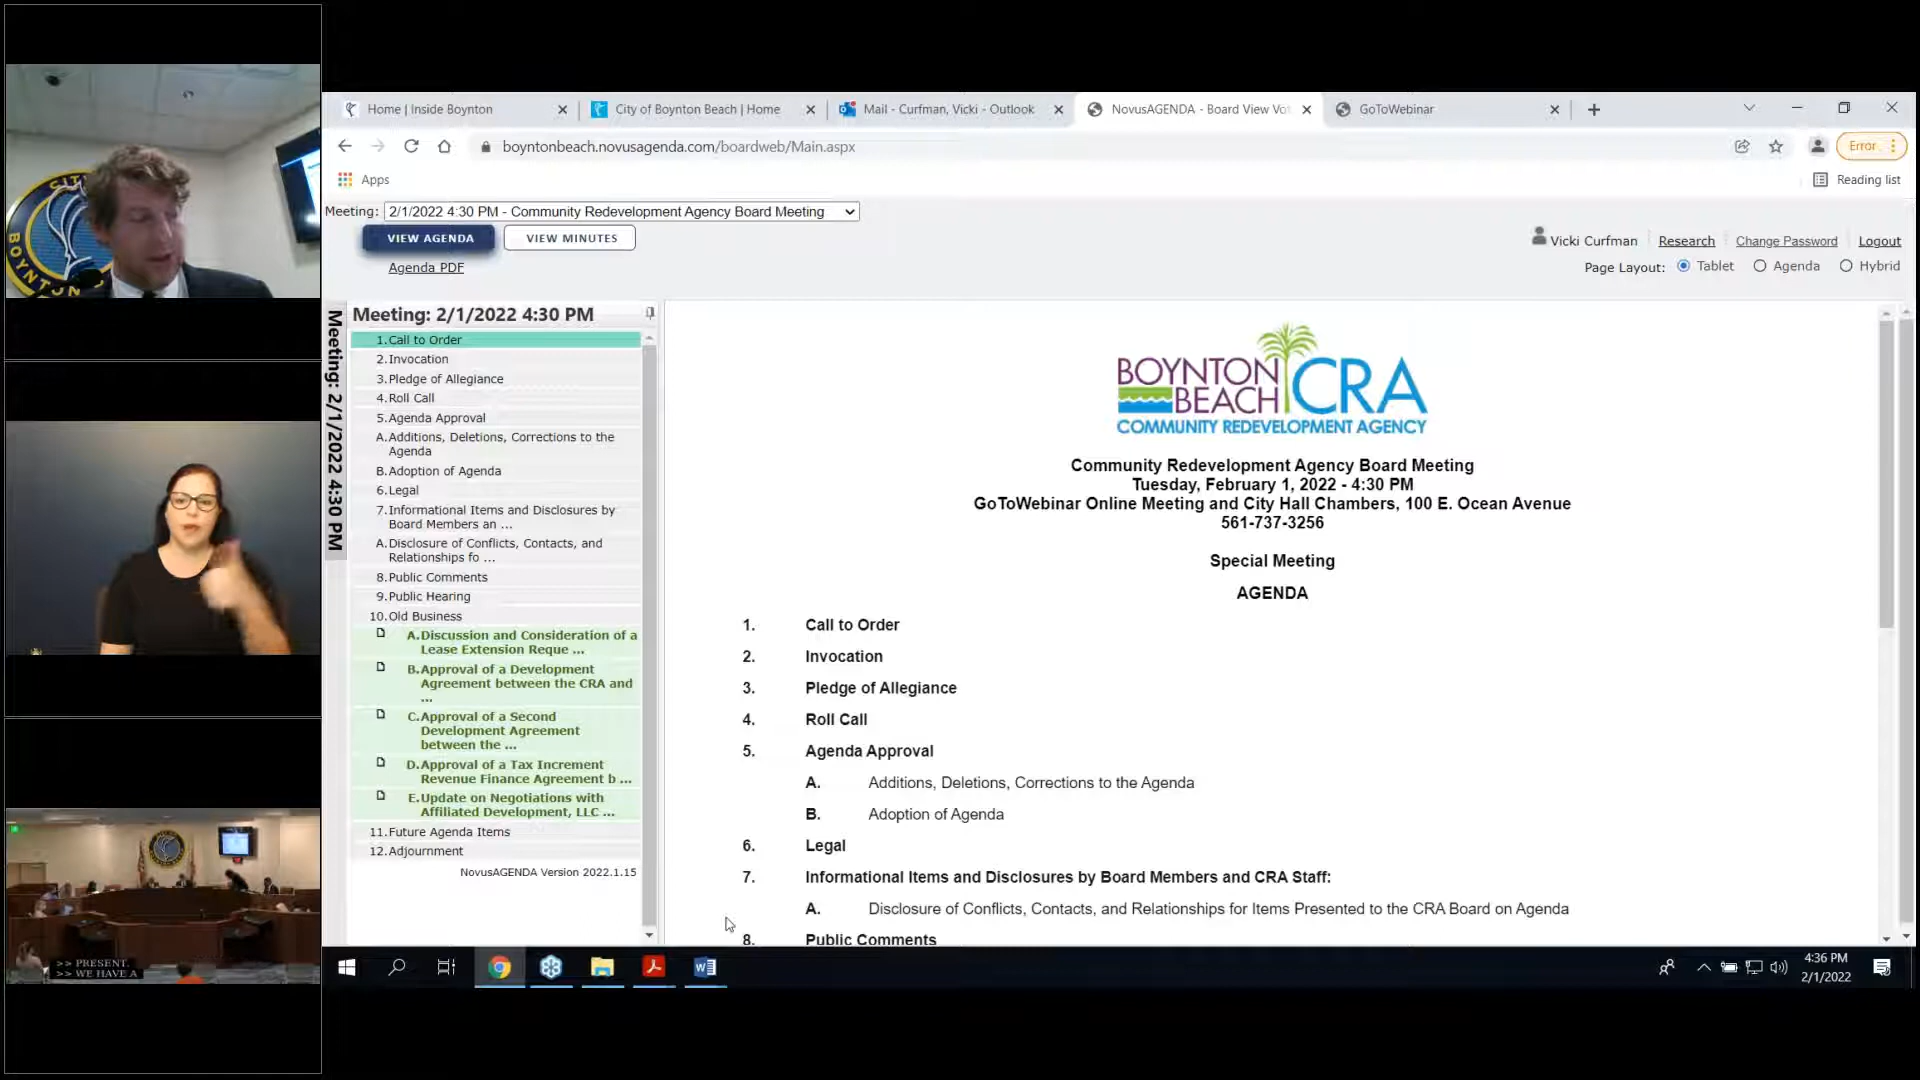 Home | Inside Boynton
City of Boynton Beach | Home
Mail - Curfman, Vicki - Outlook
NovusAGENDA - Board View Vot
GoToWebinar
boyntonbeach.novusagenda.com/boardweb/Main.aspx
Error
Apps
Reading list
Meeting: 2/1/2022 4:30 PM - Community Redevelopment Agency Board Meeting
VIEW AGENDA
VIEW MINUTES
Agenda PDF
Vicki Curfman
Research
Change Password
Logout
Page Layout:
Tablet
Agenda
Hybrid
Meeting: 2/1/2022 4:30 PM
Meeting: 2/1/2022 4:30 PM
1.Call to Order
2.Invocation
3.Pledge of Allegiance
4.Roll Call
5.Agenda Approval
A.Additions, Deletions, Corrections to the
Agenda
B.Adoption of Agenda
6.Legal
7.Informational Items and Disclosures by
Board Members an ...
A.Disclosure of Conflicts, Contacts, and
Relationships fo ...
8.Public Comments
9.Public Hearing
10.Old Business
A.Discussion and Consideration of a
Lease Extension Reque ...
B.Approval of a Development
Agreement between the CRA and
...
C.Approval of a Second
Development Agreement
between the ...
D.Approval of a Tax Increment
Revenue Finance Agreement b ...
E.Update on Negotiations with
Affiliated Development, LLC ...
11.Future Agenda Items
12.Adjournment
NovusAGENDA Version 2022.1.15
BOYNTON
BEACH CRA
COMMUNITY REDEVELOPMENT AGENCY
Community Redevelopment Agency Board Meeting
Tuesday, February 1, 2022 - 4:30 PM
GoToWebinar Online Meeting and City Hall Chambers, 100 E. Ocean Avenue
561-737-3256
Special Meeting
AGENDA
1. Call to Order
2. Invocation
3. Pledge of Allegiance
4. Roll Call
5. Agenda Approval
A. Additions, Deletions, Corrections to the Agenda
B. Adoption of Agenda
6. Legal
7. Informational Items and Disclosures by Board Members and CRA Staff:
A. Disclosure of Conflicts, Contacts, and Relationships for Items Presented to the CRA Board on Agenda
8. Public Comments
4:36 PM
2/1/2022
>> PRESENT.
>> WE HAVE A